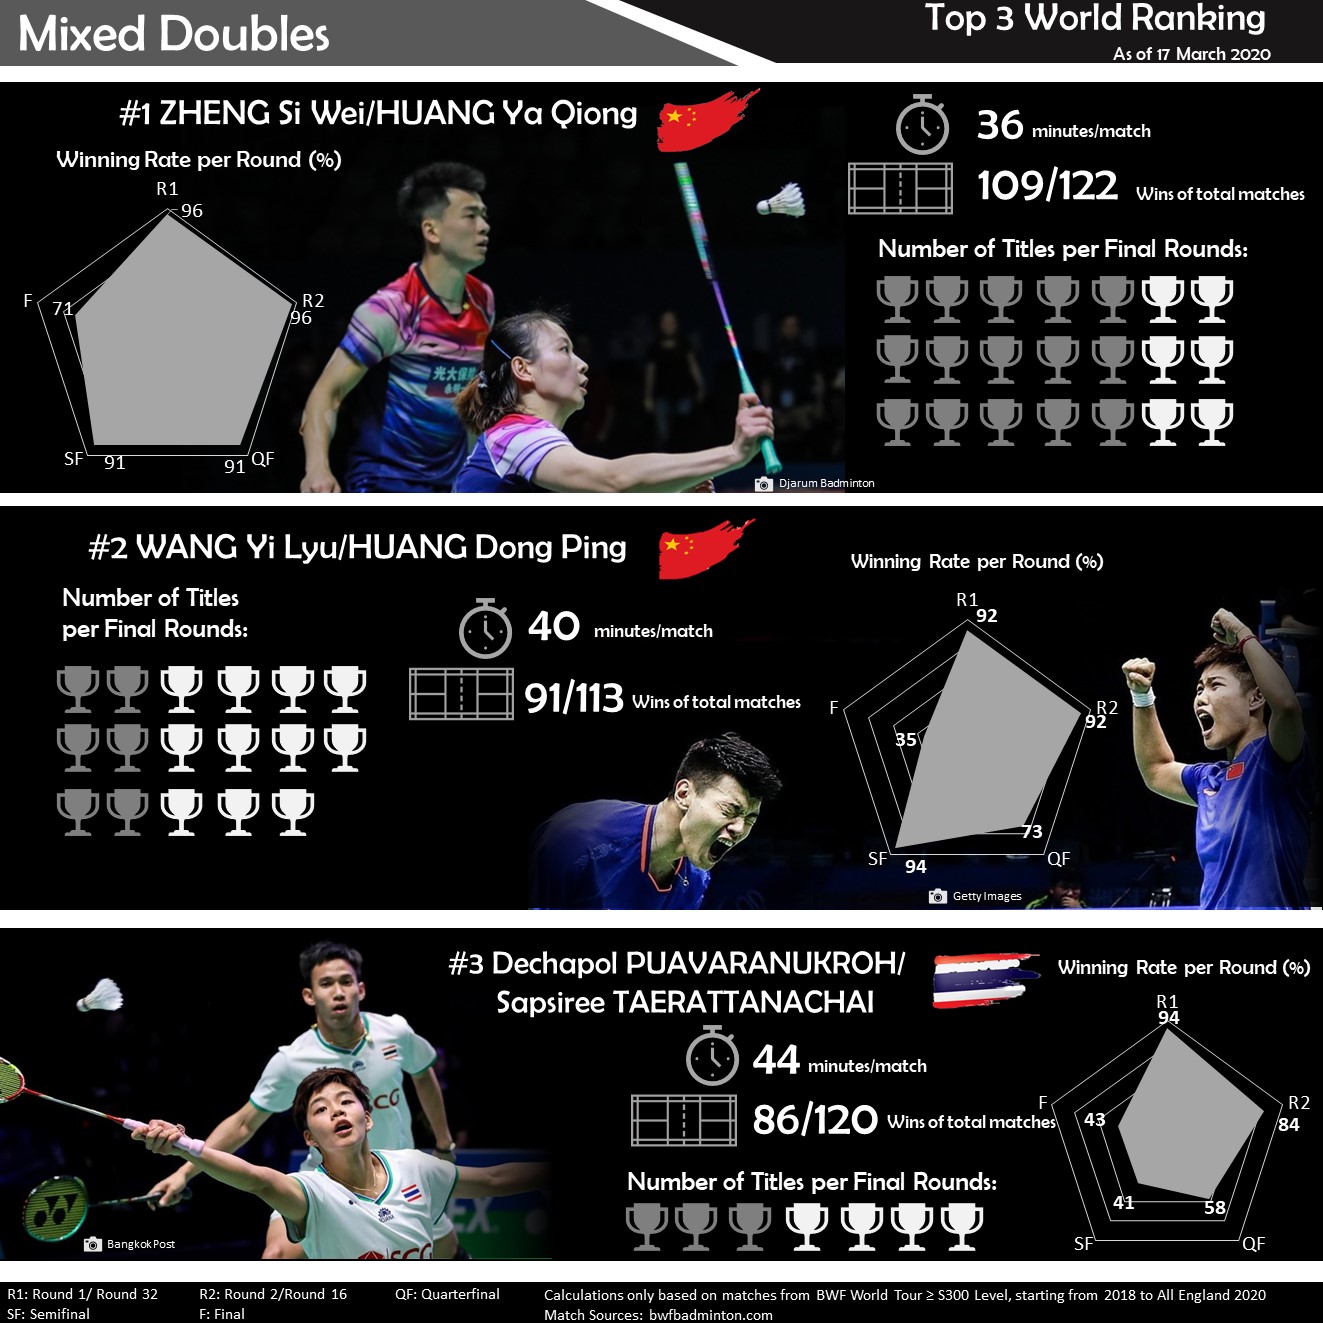 Mixed Doubles
Top 3 World Ranking
As of 17 March 2020
#1 ZHENG Si Wei/HUANG Ya Qiong
Winning Rate per Round (%)
R1
96
F
71
R2
96
SF
91
91
QF
光大保险
Djarum Badminton
36 minutes/match
109/122 Wins of total matches
Number of Titles per Final Rounds:
#2 WANG Yi Lyu/HUANG Dong Ping
Number of Titles
per Final Rounds:
40 minutes/match
91/113 Wins of total matches
Winning Rate per Round (%)
R1
92
F
35
R2
92
73
SF
94
QF
Getty Images
#3 Dechapol PUAVARANUKROH/
Sapsiree TAERATTANACHAI
44 minutes/match
86/120 Wins of total matches
Number of Titles per Final Rounds:
Winning Rate per Round (%)
R1
94
F
43
R2
84
41
58
SF
QF
BangkokPost
R1: Round 1/ Round 32
R2: Round 2/Round 16
QF: Quarterfinal
SF: Semifinal
F: Final
Calculations only based on matches from BWF World Tour ≥ S300 Level, starting from 2018 to All England 2020
Match Sources: bwfbadminton.com